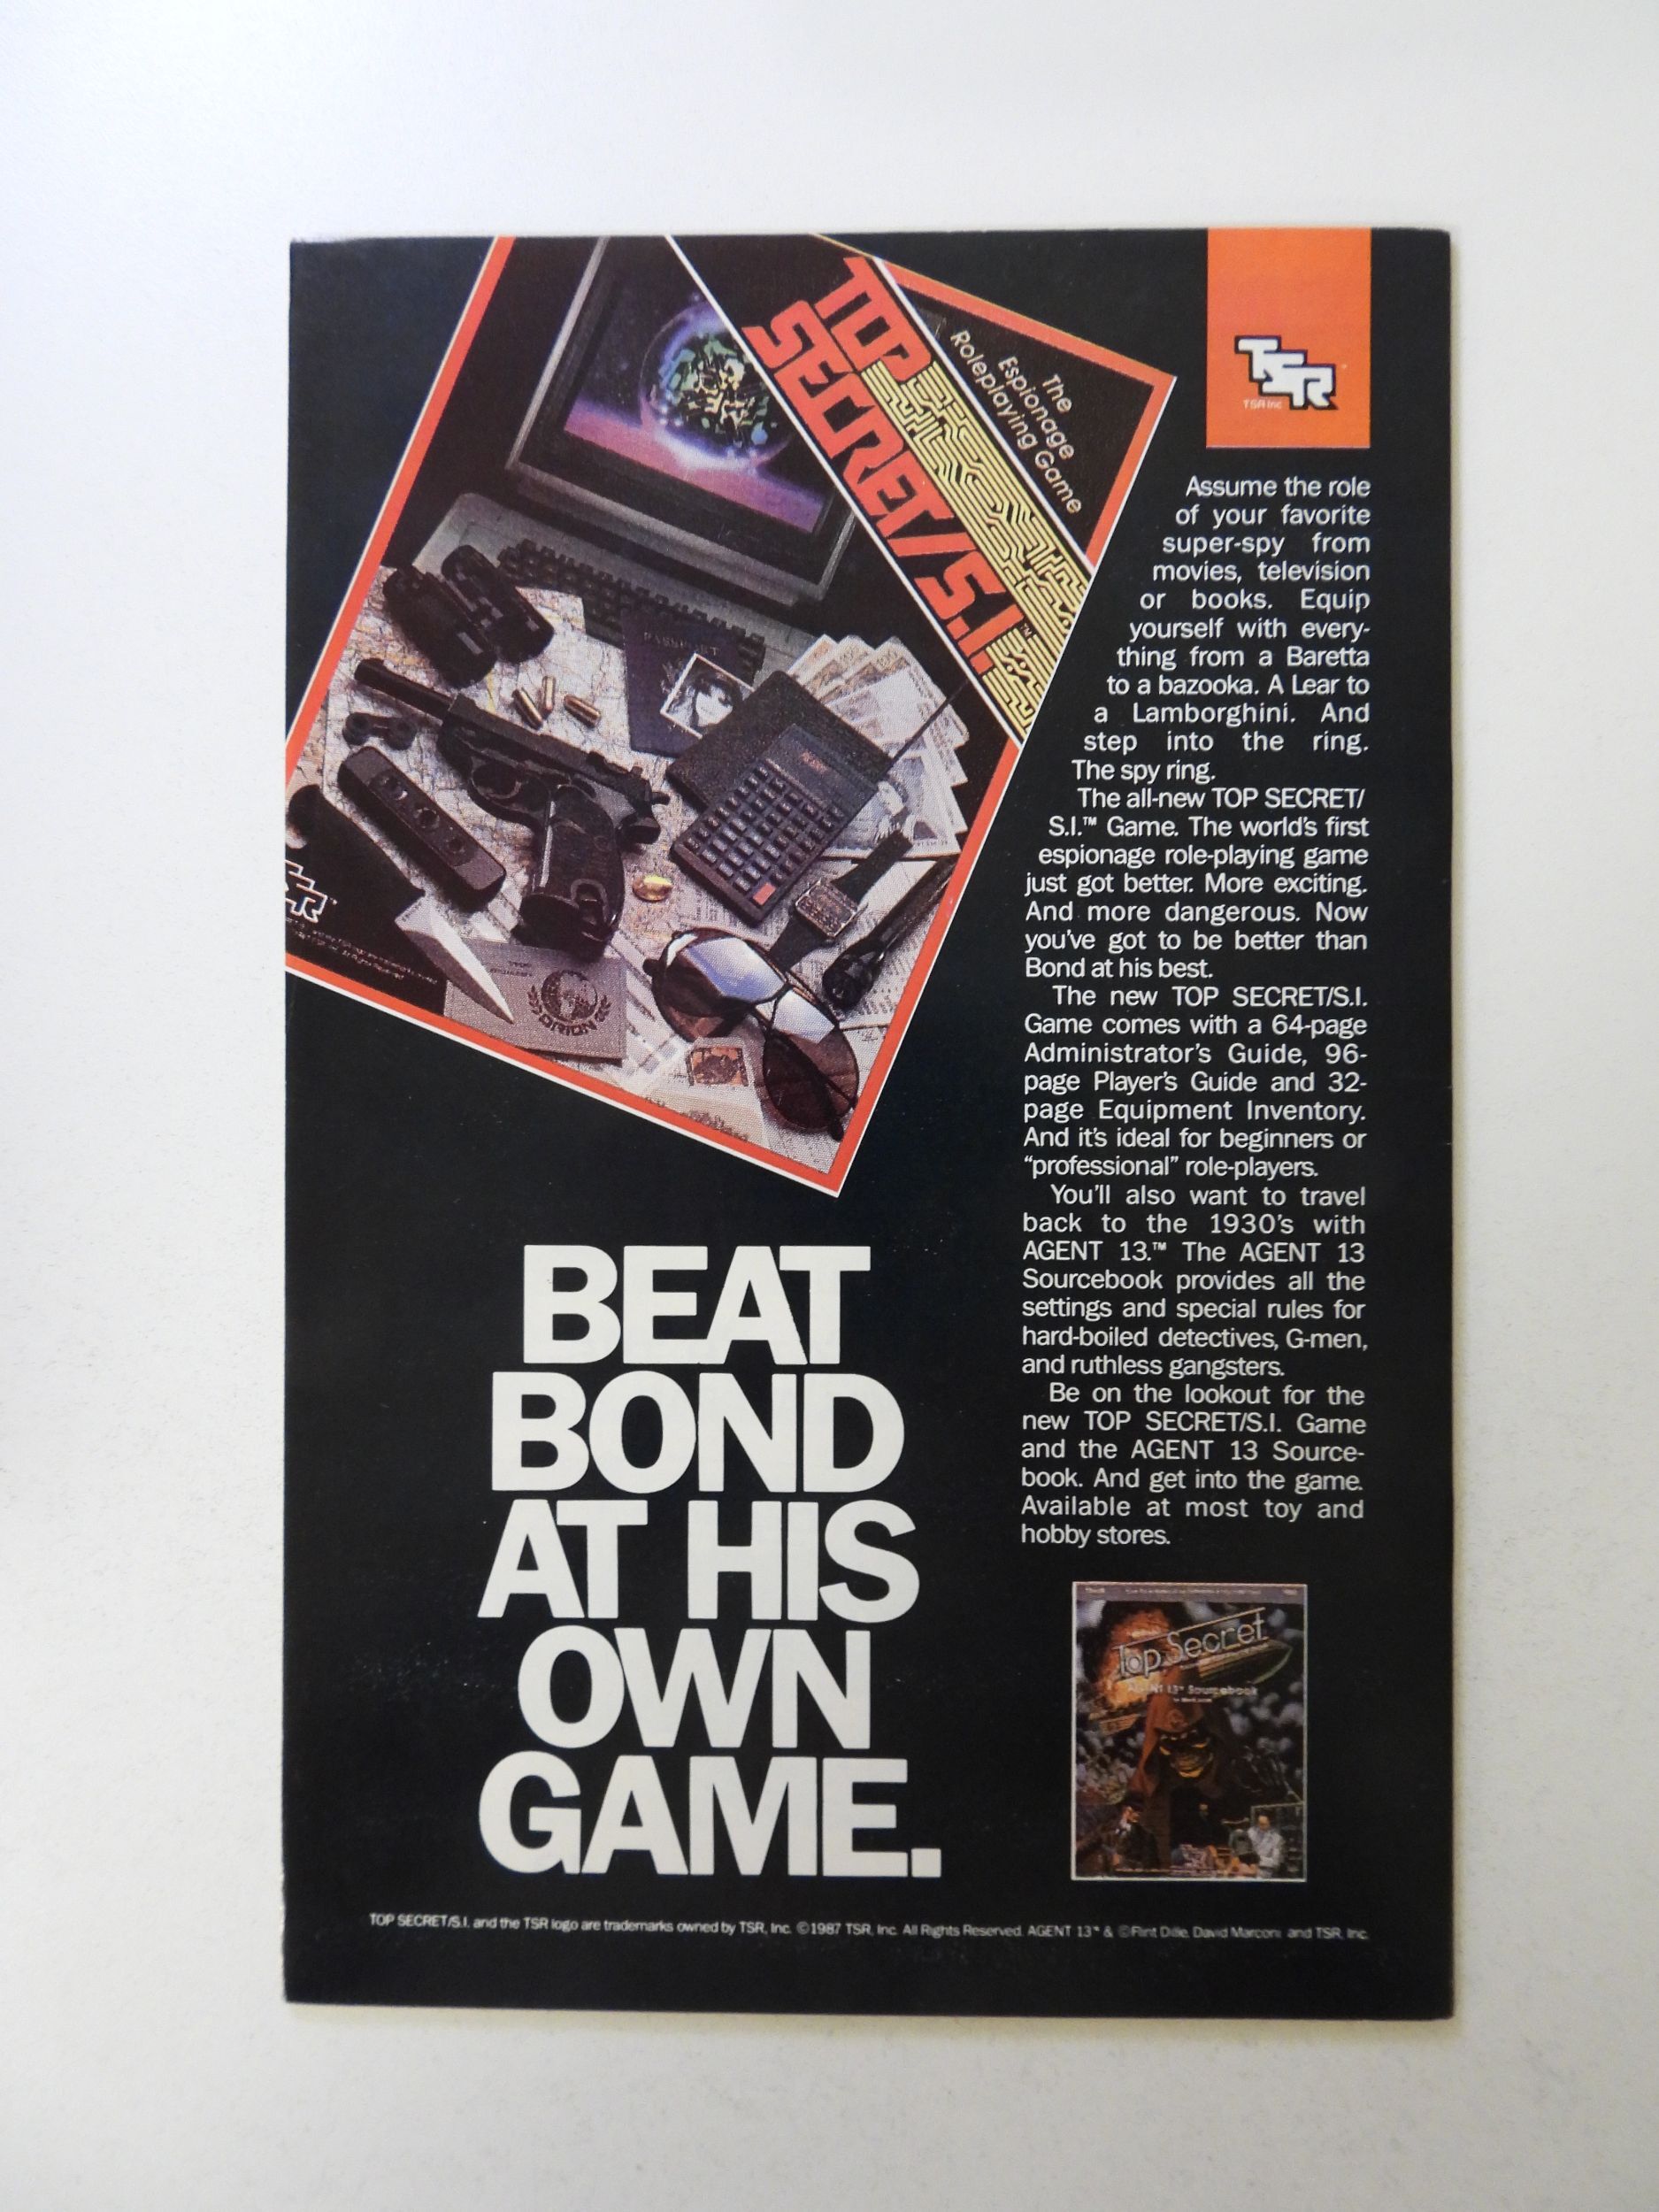 TOP
SECRET/S.I.™
The
Espionage
Roleplaying Game
PASSPORT
ORION
TSR™
TSR Inc
Assume the role
of your favorite
super-spy from
movies, television
or books. Equip
yourself with every-
thing from a Baretta
to a bazooka. A Lear to
a Lamborghini. And
step into the ring.
The spy ring.
The all-new TOP SECRET/
S.I.™ Game. The world's first
espionage role-playing game
just got better. More exciting.
And more dangerous. Now
you've got to be better than
Bond at his best.
The new TOP SECRET/S.I.
Game comes with a 64-page
Administrator's Guide, 96-
page Player's Guide and 32-
page Equipment Inventory.
And it's ideal for beginners or
“professional” role-players.
You'll also want to travel
back to the 1930's with
AGENT 13.™ The AGENT 13
Sourcebook provides all the
settings and special rules for
hard-boiled detectives, G-men,
and ruthless gangsters.
Be on the lookout for the
new TOP SECRET/S.I. Game
and the AGENT 13 Source-
book. And get into the game.
Available at most toy and
hobby stores.
BEAT
BOND
AT HIS
OWN
GAME.
Top Secret
AGENT 13™ Sourcebook
TOP SECRET/S.I. and the TSR logo are trademarks owned by TSR, Inc. ©1987 TSR, Inc. All Rights Reserved. AGENT 13™ & ©Flint Dille, David Marconi and TSR, Inc.